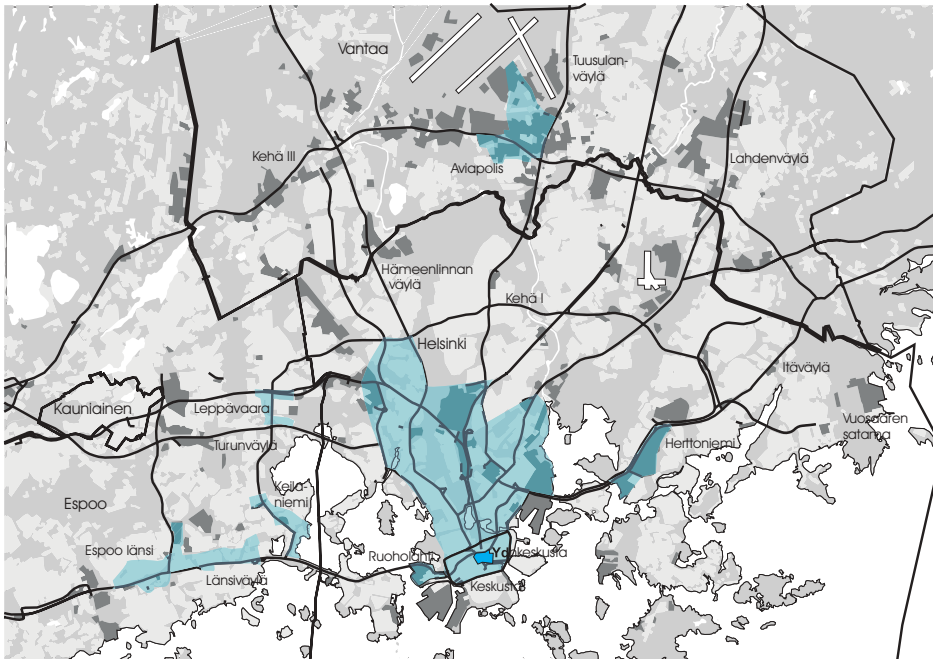 Vantaa
Tuusulan-
väylä
Kehä III
Aviapolis
Lahdenväylä
Hämeenlinnan
väylä
Kehä I
Helsinki
Itäväylä
Kauniainen
Leppävaara
Turunväylä
Herttoniemi
Vuosaaren
satama
Keila-
niemi
Espoo
Espoo länsi
Ruoholahti
Ydinkeskusta
Länsiväylä
Keskusta